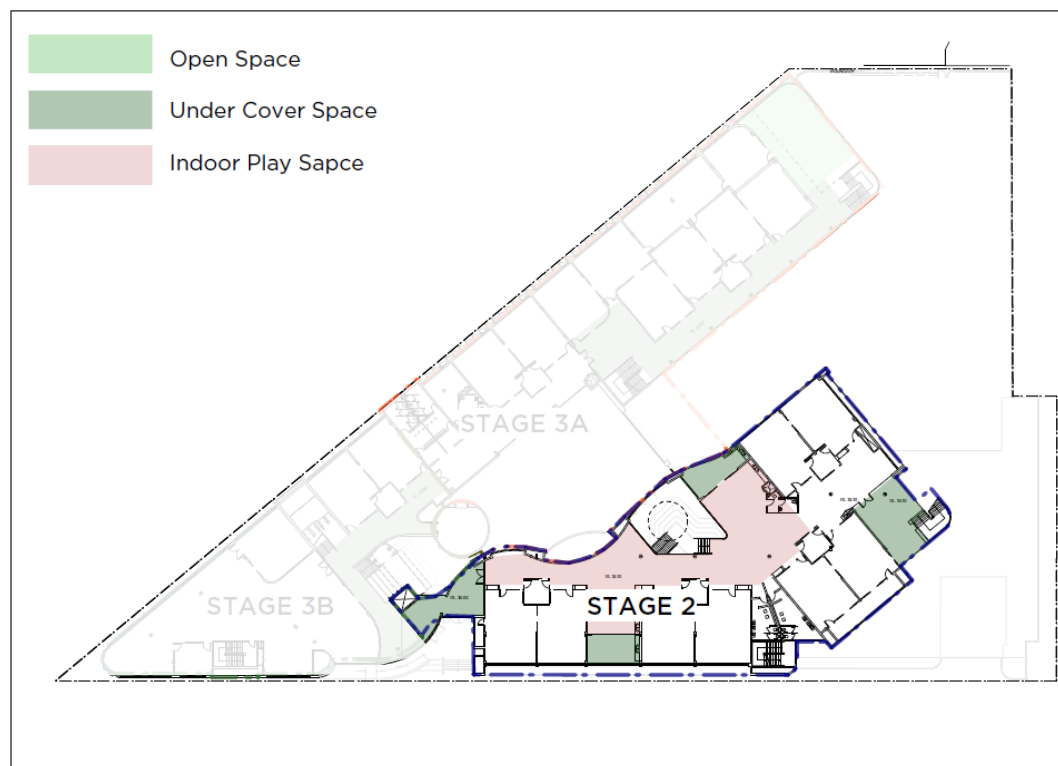 Open Space
Under Cover Space
Indoor Play Sapce
STAGE 3A
STAGE 3B
STAGE 2